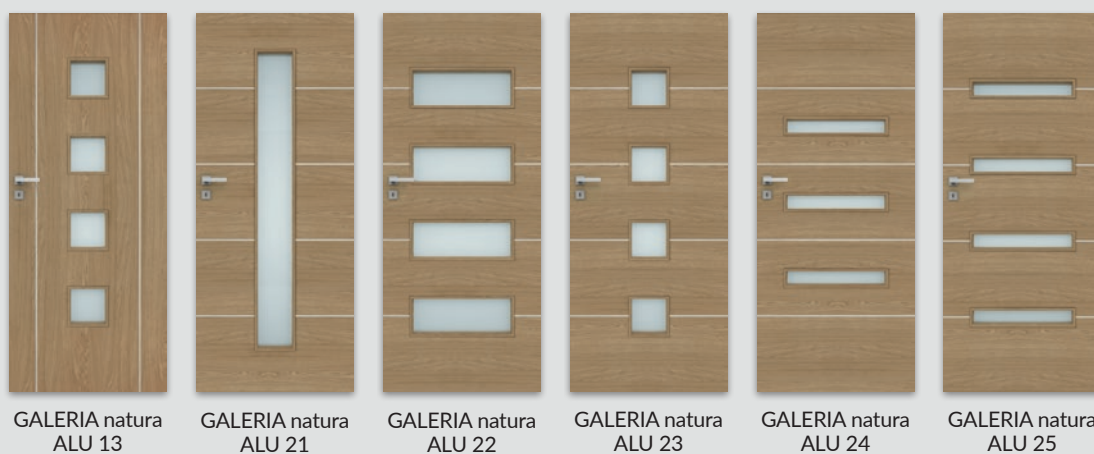 GALERIA natura
ALU 13
GALERIA natura
ALU 21
GALERIA natura
ALU 22
GALERIA natura
ALU 23
GALERIA natura
ALU 24
GALERIA natura
ALU 25